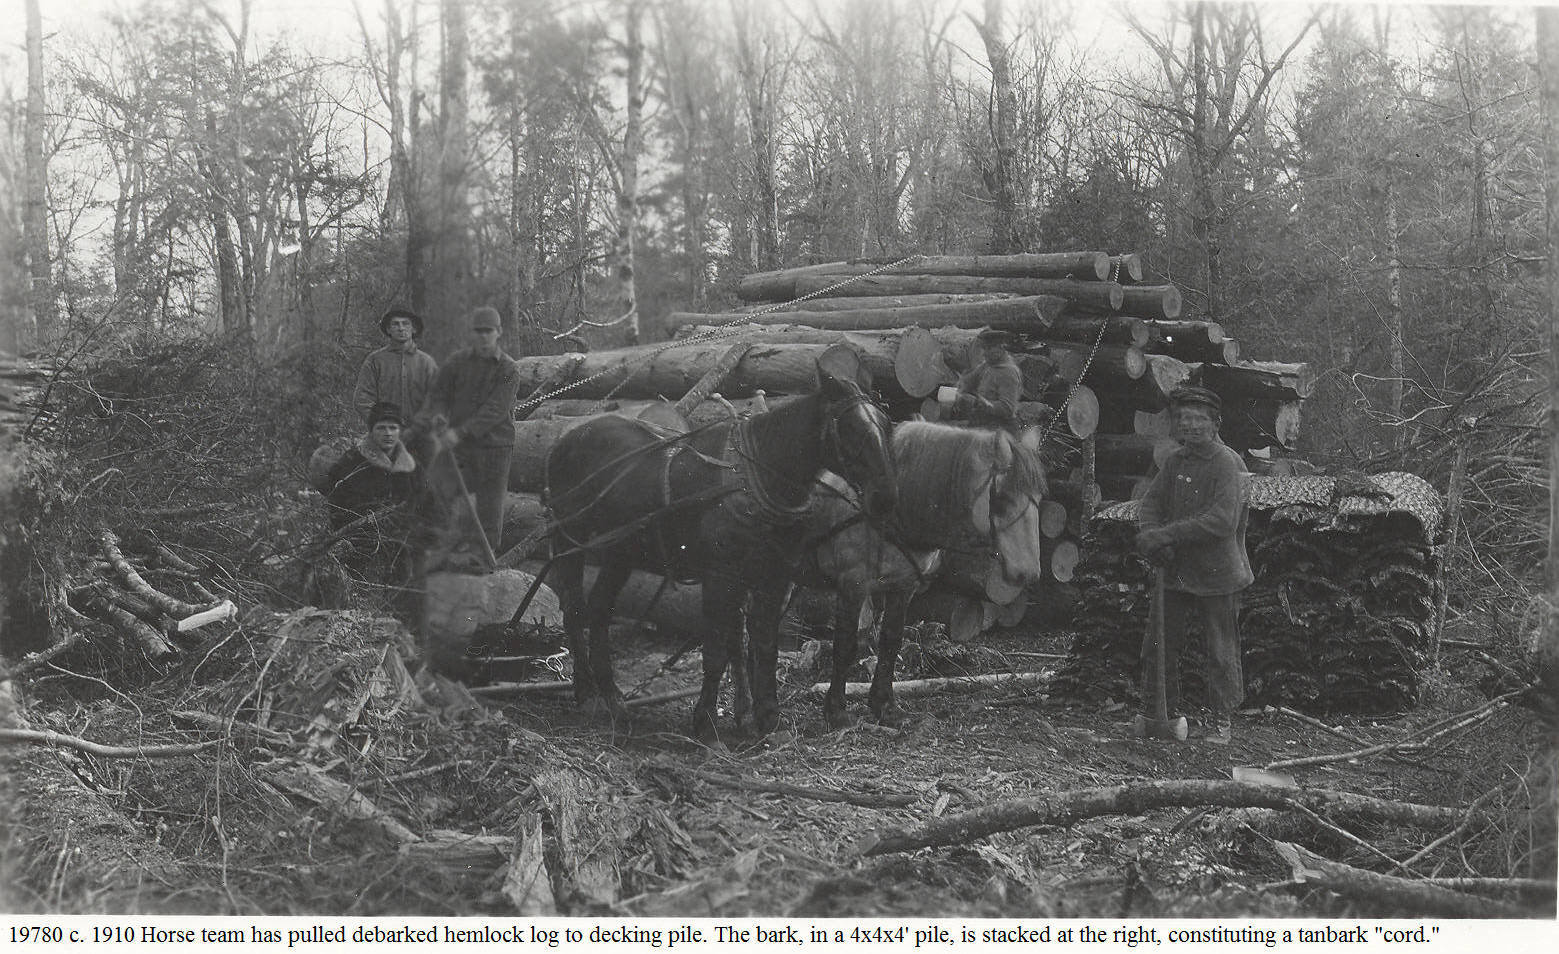 19780 c. 1910 Horse team has pulled debarked hemlock log to decking pile. The bark, in a 4x4x4' pile, is stacked at the right, constituting a tanbark "cord."